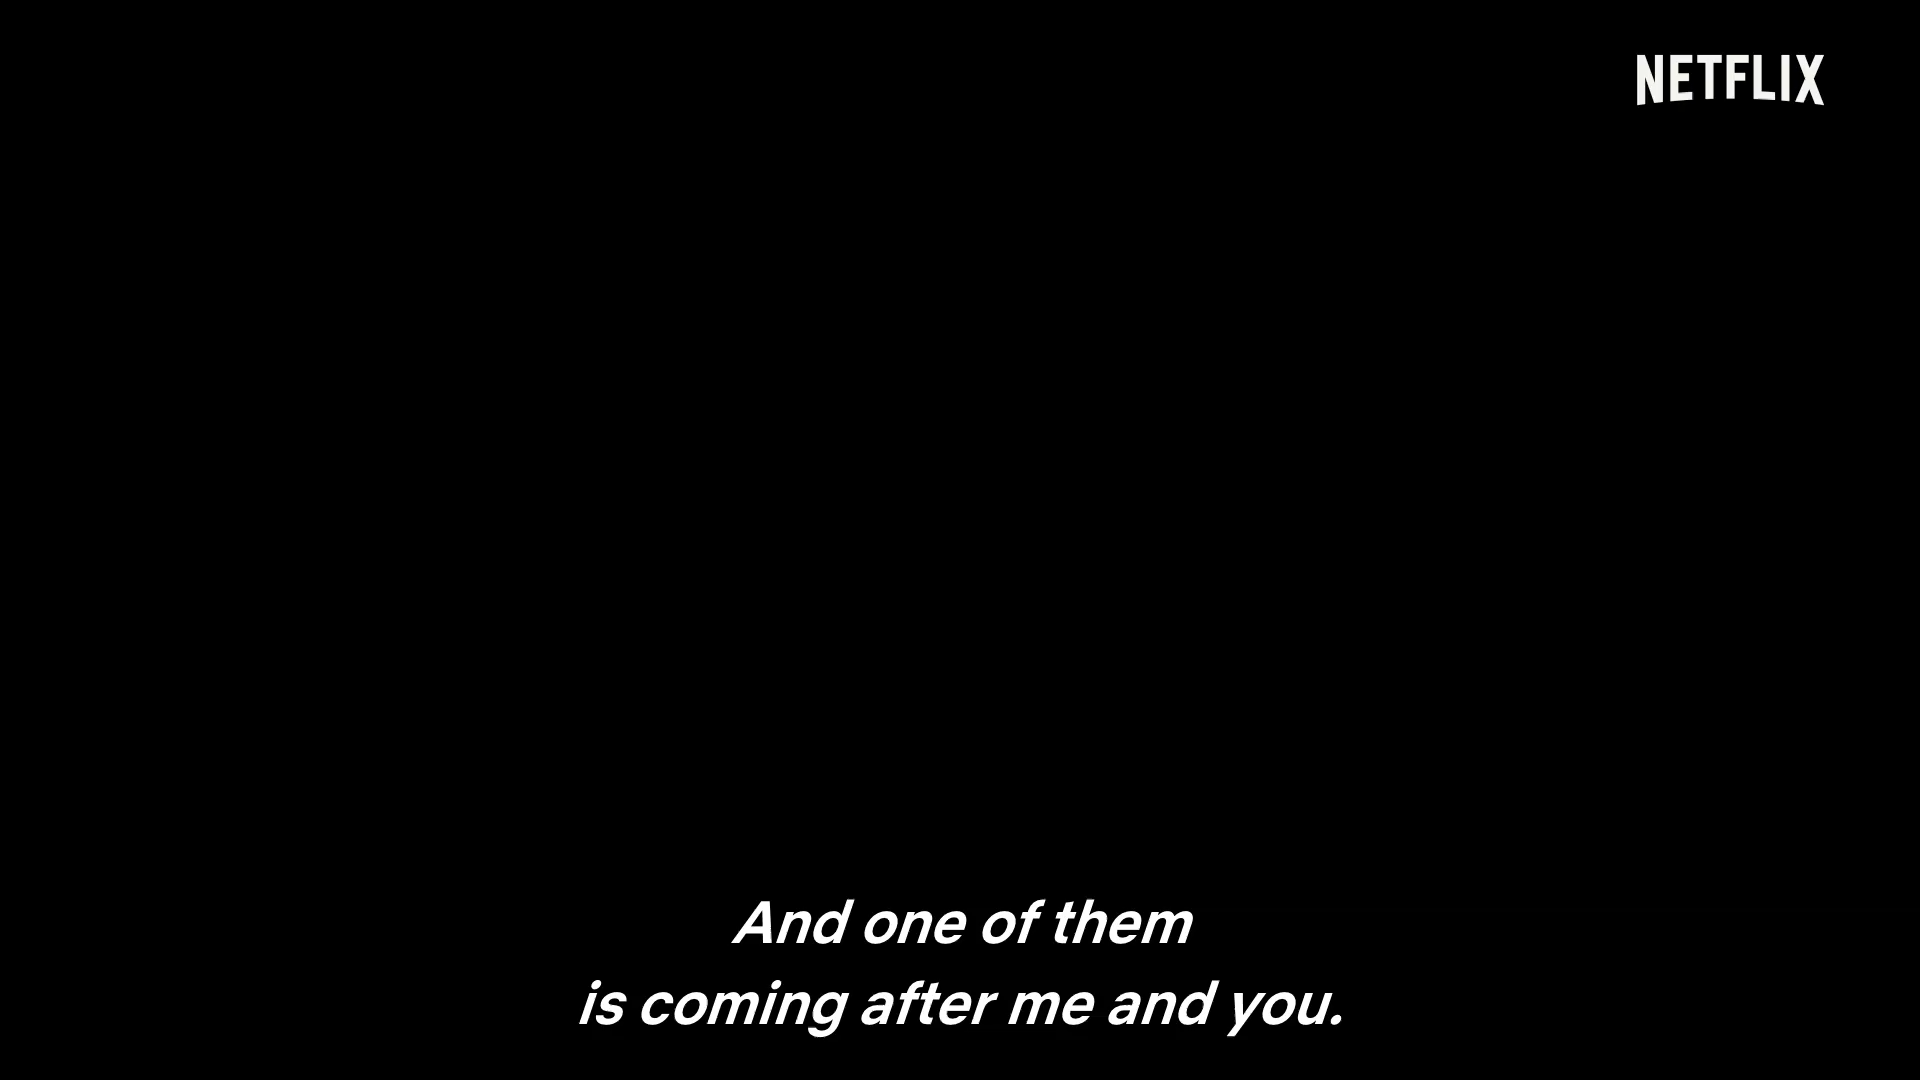 NETFLIX
And one of them
is coming after me and you.